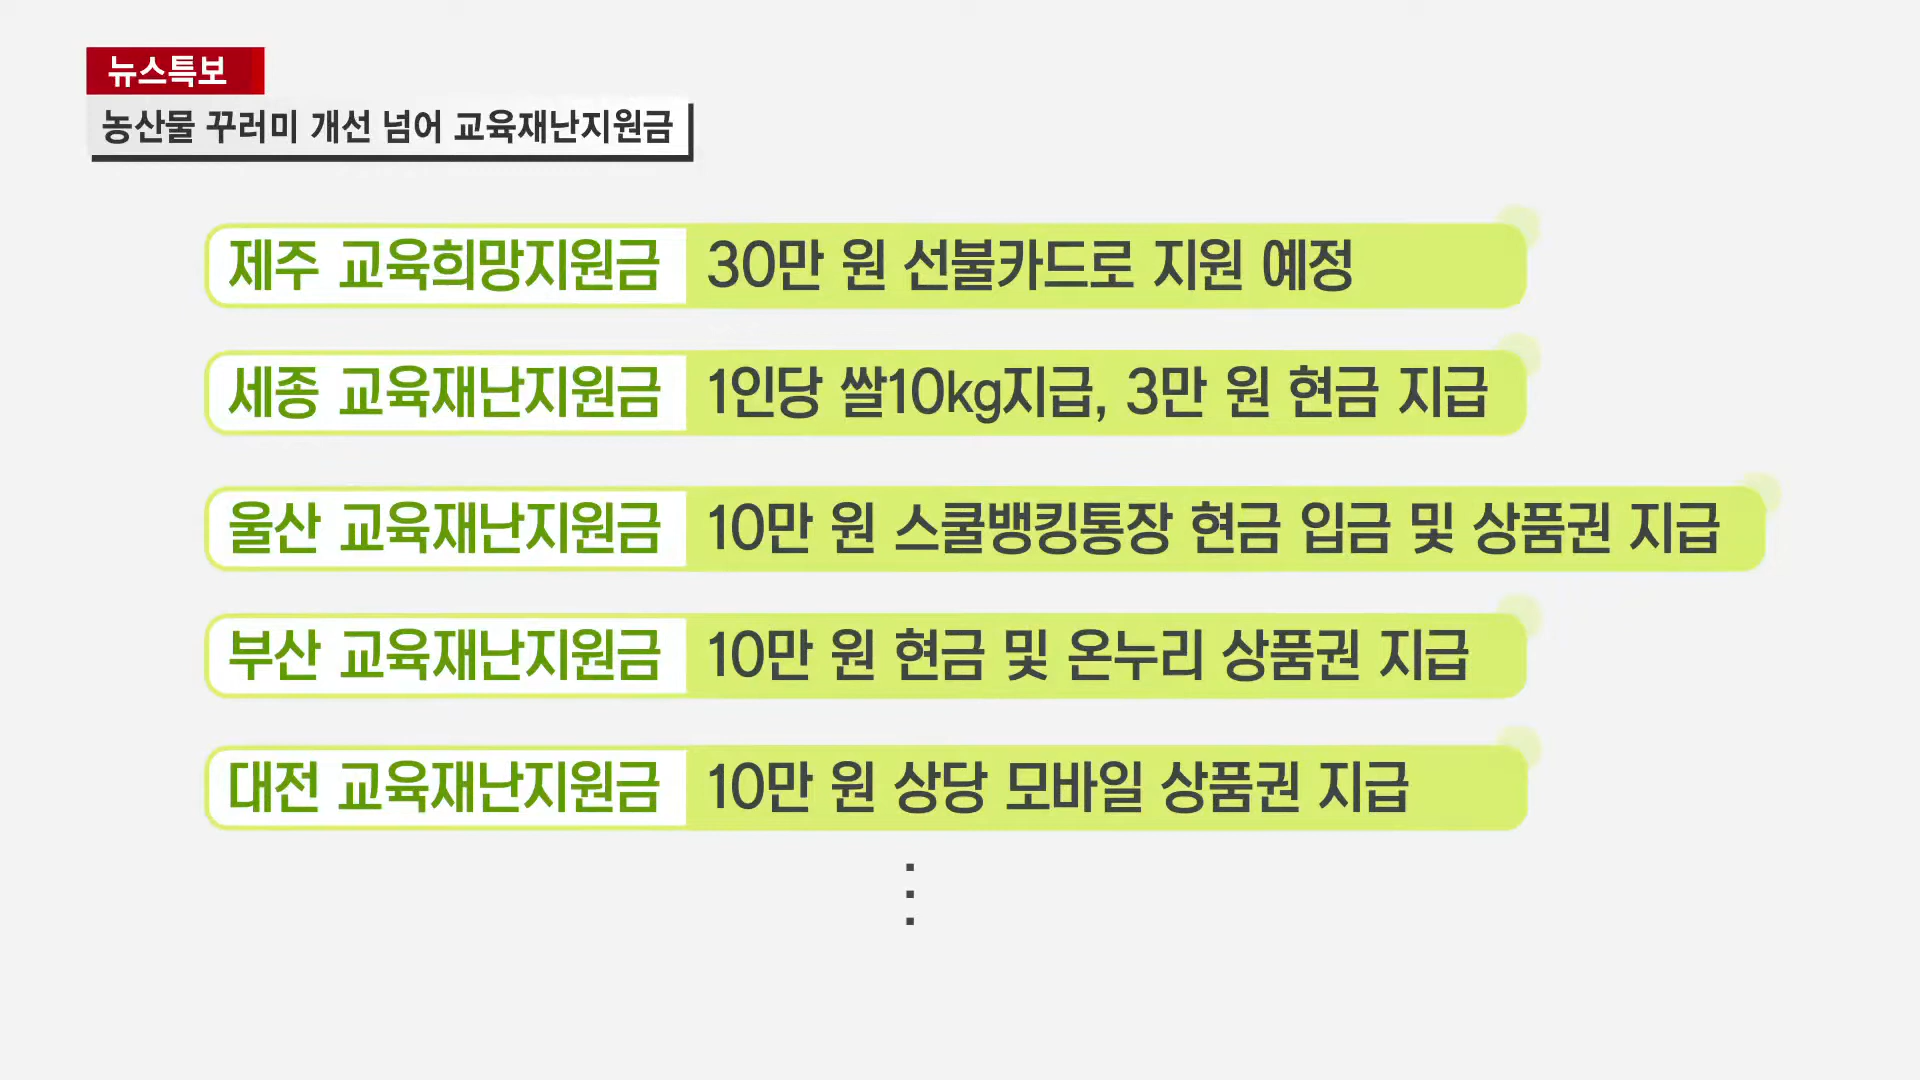 뉴스특보
농산물 꾸러미 개선 넘어 교육재난지원금
제주 교육희망지원금 30만 원 선불카드로 지원 예정
세종 교육재난지원금 1인당 쌀10kg지급, 3만 원 현금 지급
울산 교육재난지원금 10만 원 스쿨뱅킹통장 현금 입금 및 상품권 지급
부산 교육재난지원금 10만 원 현금 및 온누리 상품권 지급
대전 교육재난지원금 10만 원 상당 모바일 상품권 지급